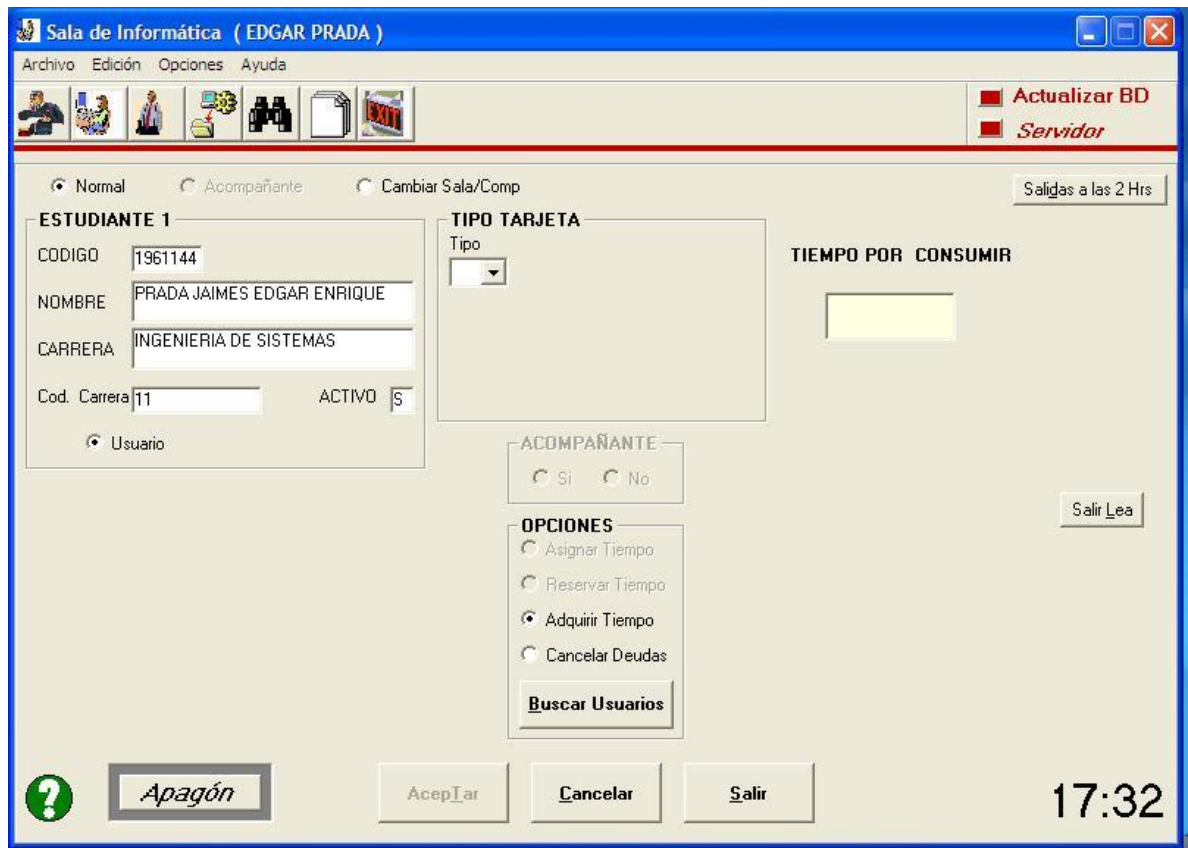 Sala de Informática ( EDGAR PRADA )
Archivo Edición Opciones Ayuda
EXIT
Actualizar BD
Servidor
Normal Acompañante Cambiar Sala/Comp
Salidas a las 2 Hrs
ESTUDIANTE 1
CODIGO 1961144
NOMBRE PRADA JAIMES EDGAR ENRIQUE
CARRERA INGENIERIA DE SISTEMAS
Cod. Carrera 11 ACTIVO S
Usuario
TIPO TARJETA
Tipo
TIEMPO POR CONSUMIR
ACOMPAÑANTE
Si No
OPCIONES
Asignar Tiempo
Reservar Tiempo
Adquirir Tiempo
Cancelar Deudas
Buscar Usuarios
Salir Lea
Apagón AcepTar Cancelar Salir 17:32